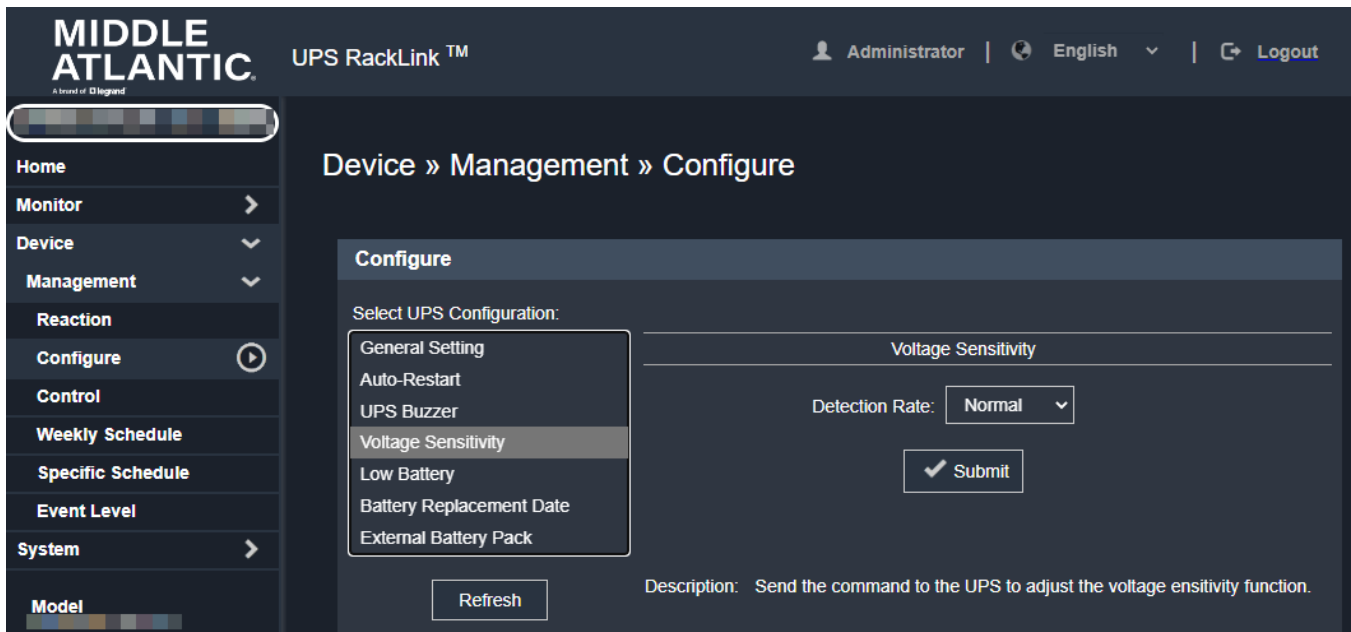 MIDDLE
ATLANTIC.
A brand of legrand
UPS RackLink TM
Administrator | English | Logout
Home
Monitor
Device
Management
Reaction
Configure
Control
Weekly Schedule
Specific Schedule
Event Level
System
Model
Device » Management » Configure
Configure
Select UPS Configuration:
General Setting
Auto-Restart
UPS Buzzer
Voltage Sensitivity
Low Battery
Battery Replacement Date
External Battery Pack
Refresh
Voltage Sensitivity
Detection Rate: Normal
Submit
Description: Send the command to the UPS to adjust the voltage ensitivity function.